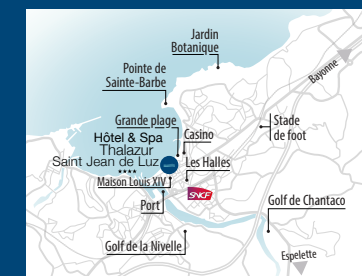 Jardin
Botanique
Bayonne
Pointe de
Sainte-Barbe
Grande plage
Casino
Stade
de foot
Hôtel & Spa
Thalazur
Saint Jean de Luz
****
Les Halles
Maison Louis XIV
SNCF
Port
Golf de Chantaco
Golf de la Nivelle
Espelette